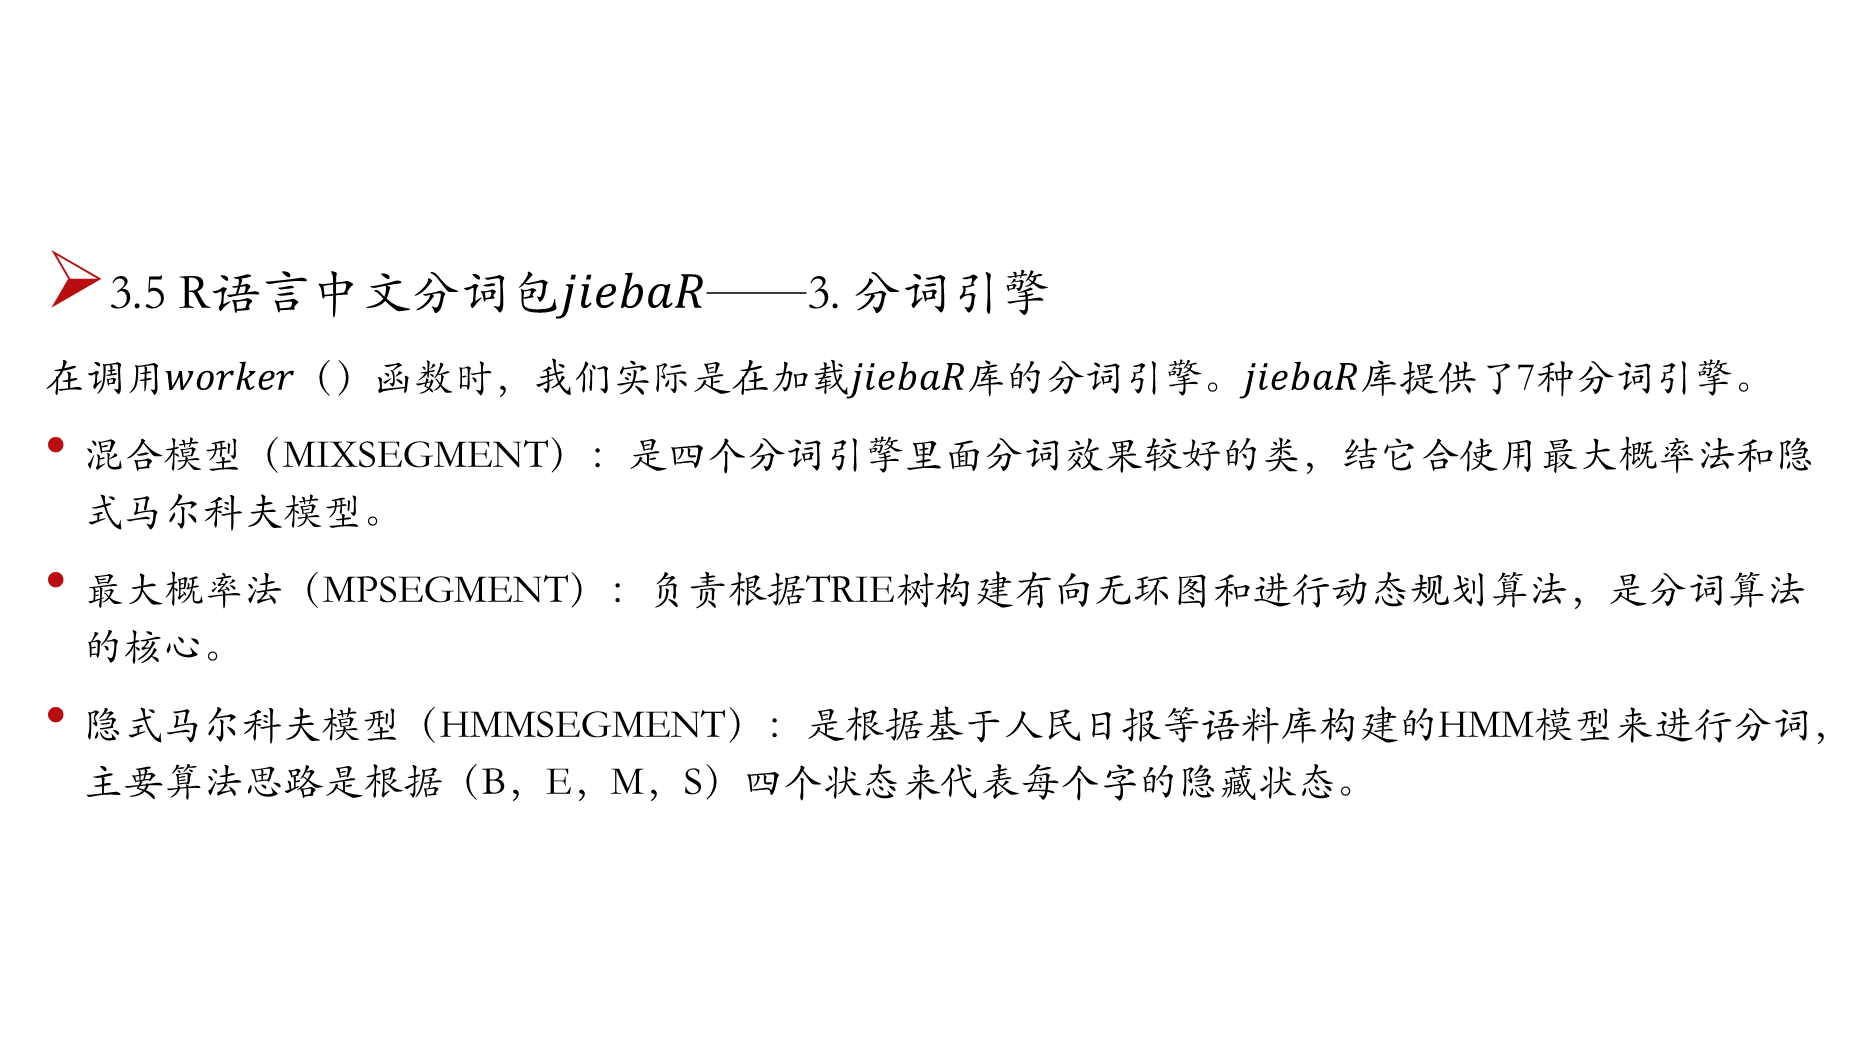 3.5 R语言中文分词包jiebaR——3. 分词引擎
在调用worker（）函数时，我们实际是在加载jiebaR库的分词引擎。jiebaR库提供了7种分词引擎。
• 混合模型（MIXSEGMENT）：是四个分词引擎里面分词效果较好的类，结它合使用最大概率法和隐
式马尔科夫模型。
• 最大概率法（MPSEGMENT）：负责根据TRIE树构建有向无环图和进行动态规划算法，是分词算法
的核心。
• 隐式马尔科夫模型（HMMSEGMENT）：是根据基于人民日报等语料库构建的HMM模型来进行分词，
主要算法思路是根据（B，E，M，S）四个状态来代表每个字的隐藏状态。